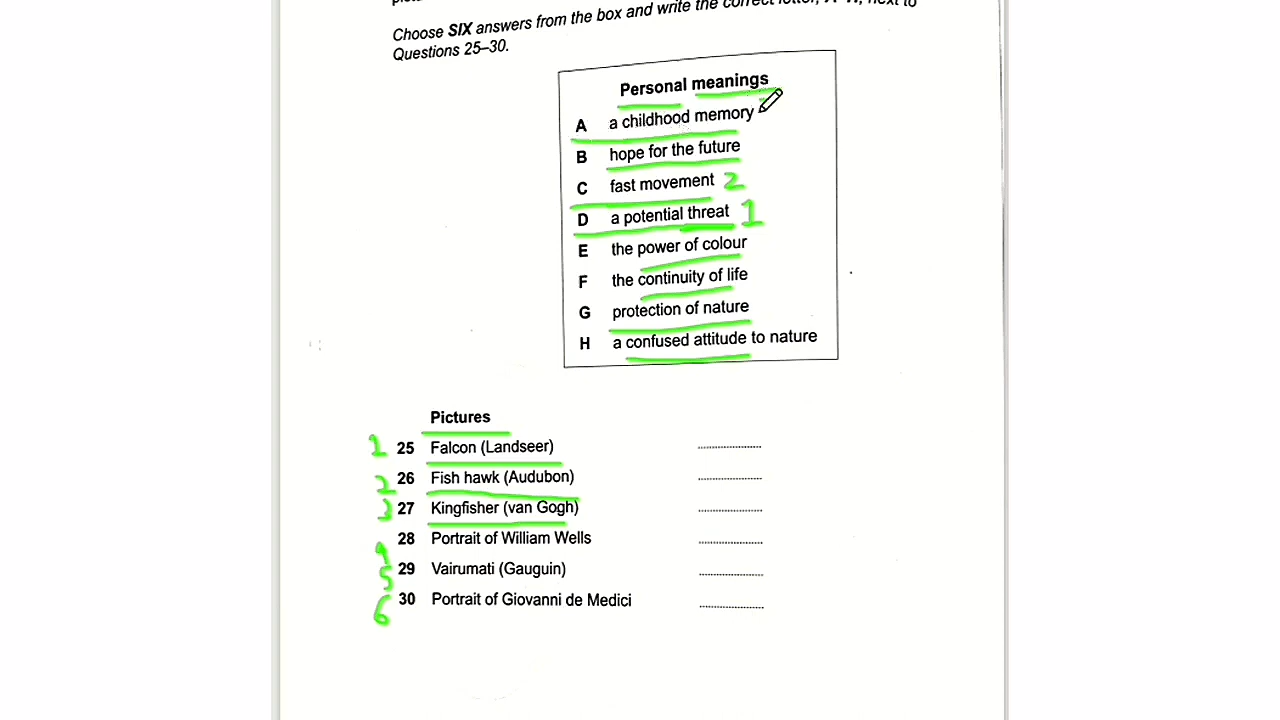 Choose SIX answers from the box and write the correct letter, next to
Questions 25–30.
Personal meanings
A a childhood memory
B hope for the future
C fast movement 2
D a potential threat 1
E the power of colour
F the continuity of life
G protection of nature
H a confused attitude to nature
Pictures
1 25 Falcon (Landseer) ....................
2 26 Fish hawk (Audubon) ....................
3 27 Kingfisher (van Gogh) ....................
4 28 Portrait of William Wells ....................
5 29 Vairumati (Gauguin) ....................
6 30 Portrait of Giovanni de Medici ....................